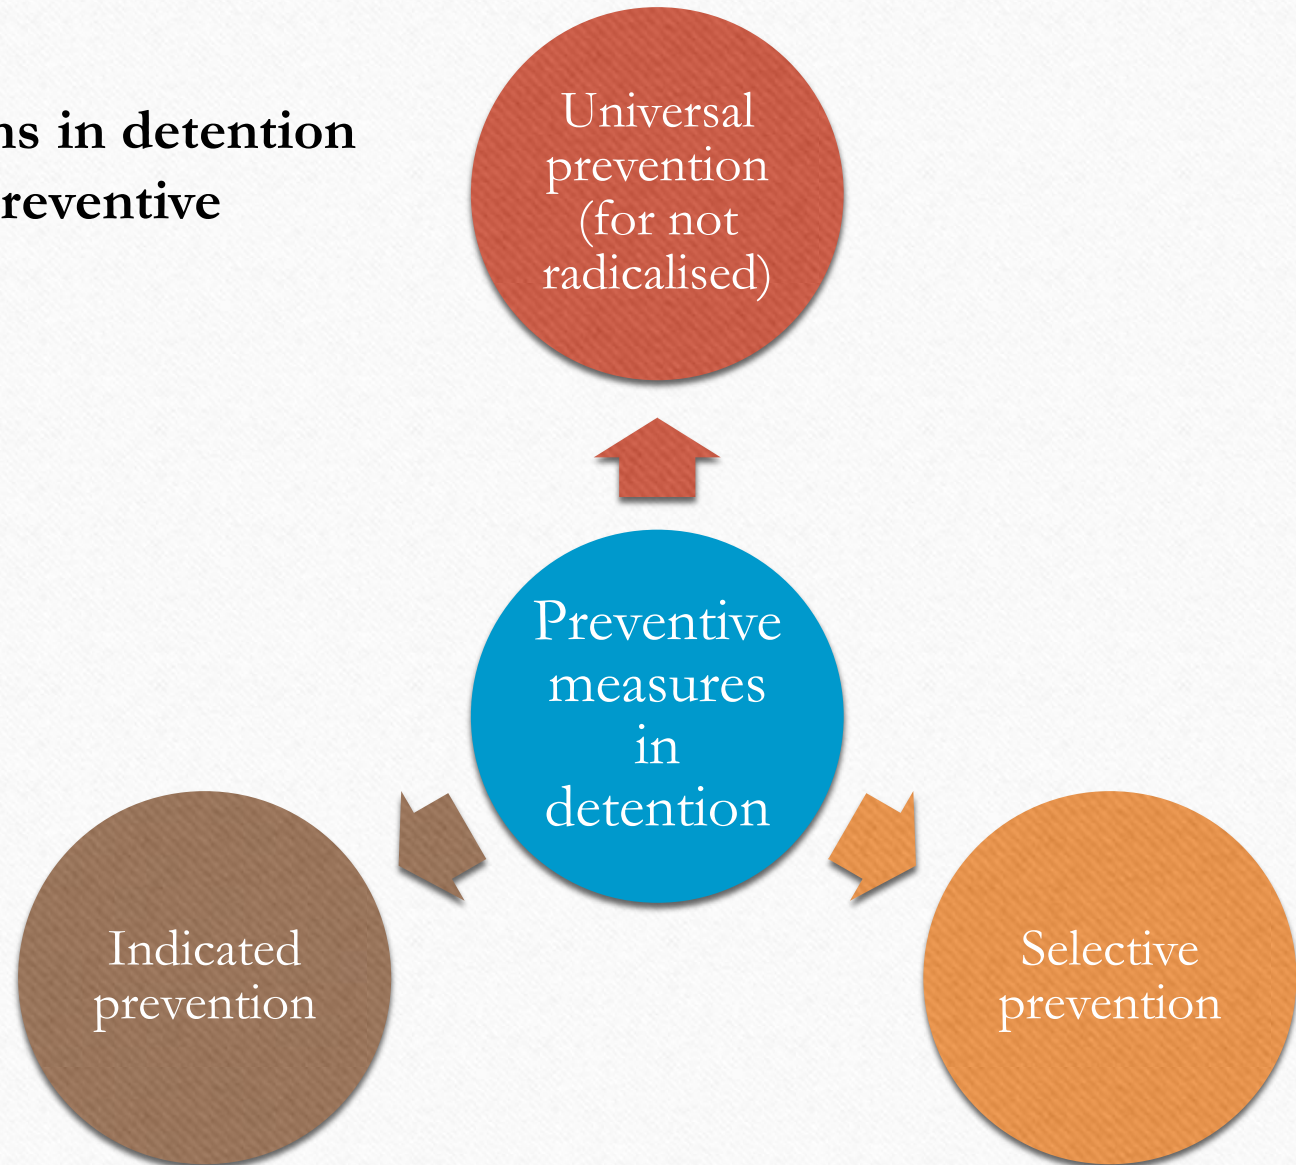 ns in detention
reventive
Universal
prevention
(for not
radicalised)
Preventive
measures
in
detention
Indicated
prevention
Selective
prevention